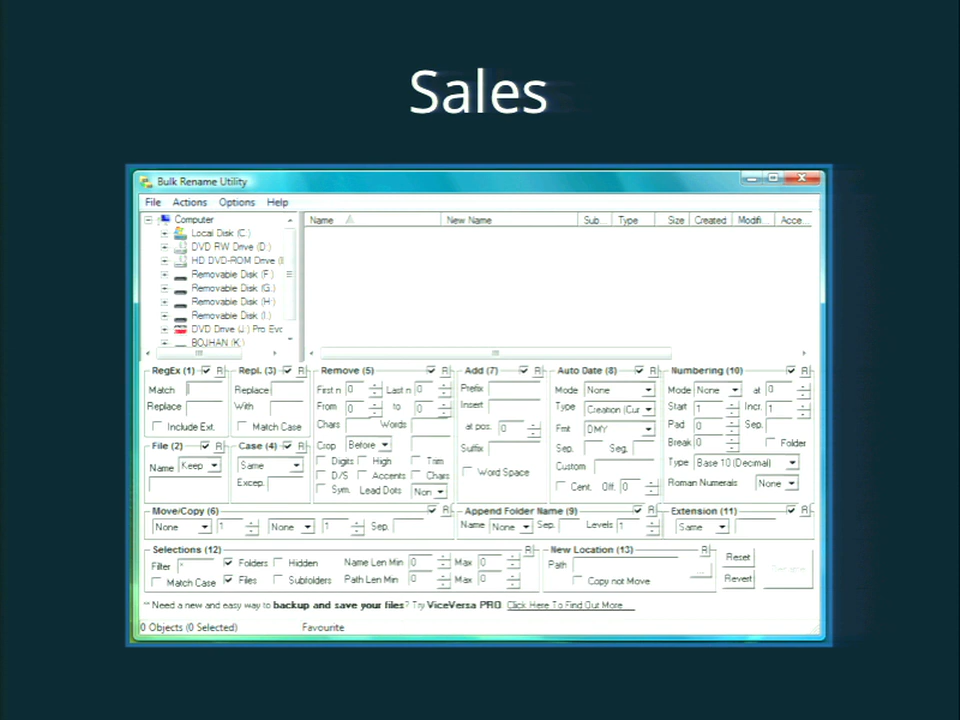 Sales
Bulk Rename Utility
File Actions Options Help
Computer
Local Disk (C:)
DVD RW Drive (D:)
HD DVD-ROM Drive (
Removable Disk (F:)
Removable Disk (G:)
Removable Disk (H:)
Removable Disk (I:)
DVD Drive (J:) Pro Evc
BOJHAN (K:)
Name New Name Sub... Type Size Created Modifi... Acce...
RegEx (1) R
Match
Replace
Include Ext.
Repl. (3) R
Replace
With
Match Case
Remove (5) R
First n 0 Last n 0
From 0 to 0
Chars Words
Crop Before
Digits High Trim
D/S Accents Chars
Sym. Lead Dots Non
Add (7) R
Prefix
Insert
at pos. 0
Suffix
Word Space
Auto Date (8) R
Mode None
Type Creation (Cur
Fmt DMY
Sep. Seg.
Custom
Cent. Off. 0
Numbering (10) R
Mode None at 0
Start 1 Incr. 1
Pad 0 Sep.
Break 0 Folder
Type Base 10 (Decimal)
Roman Numerals None
File (2) R
Name Keep
Case (4) R
Same
Excep.
Move/Copy (6) R
None 1 None 1 Sep.
Append Folder Name (9) R
Name None Sep. Levels 1
Extension (11) R
Same
Selections (12) R
Filter * Folders Hidden Name Len Min 0 Max 0
Match Case Files Subfolders Path Len Min 0 Max 0
New Location (13) R
Path ...
Copy not Move
Reset
Revert
** Need a new and easy way to backup and save your files? Try ViceVersa PRO. Click Here To Find Out More
0 Objects (0 Selected) Favourite